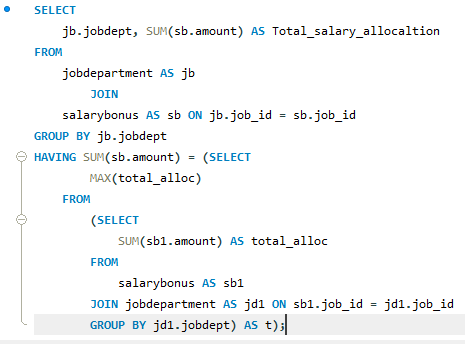 SELECT
jb.jobdept, SUM(sb.amount) AS Total_salary_allocaltion
FROM
jobdepartment AS jb
JOIN
salarybonus AS sb ON jb.job_id = sb.job_id
GROUP BY jb.jobdept
HAVING SUM(sb.amount) = (SELECT
MAX(total_alloc)
FROM
(SELECT
SUM(sb1.amount) AS total_alloc
FROM
salarybonus AS sb1
JOIN jobdepartment AS jd1 ON sb1.job_id = jd1.job_id
GROUP BY jd1.jobdept) AS t);